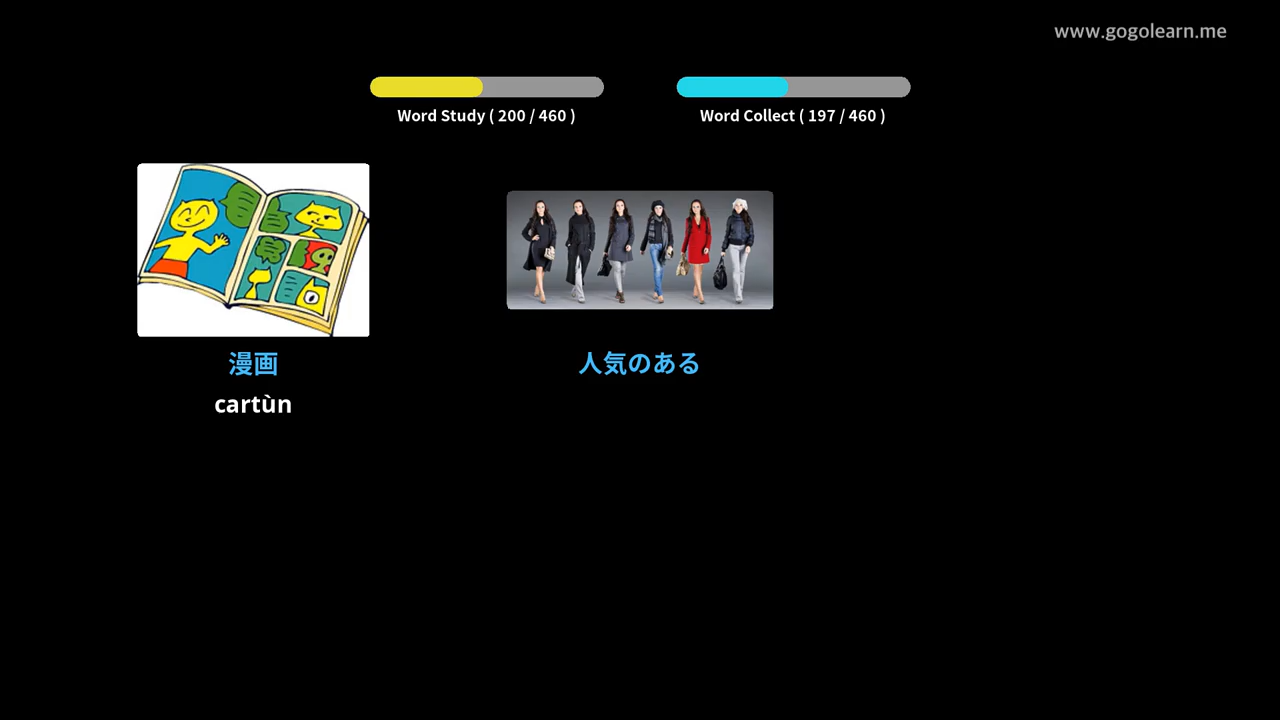 www.gogolearn.me
Word Study ( 200 / 460 )
Word Collect ( 197 / 460 )
漫画
cartùn
人気のある